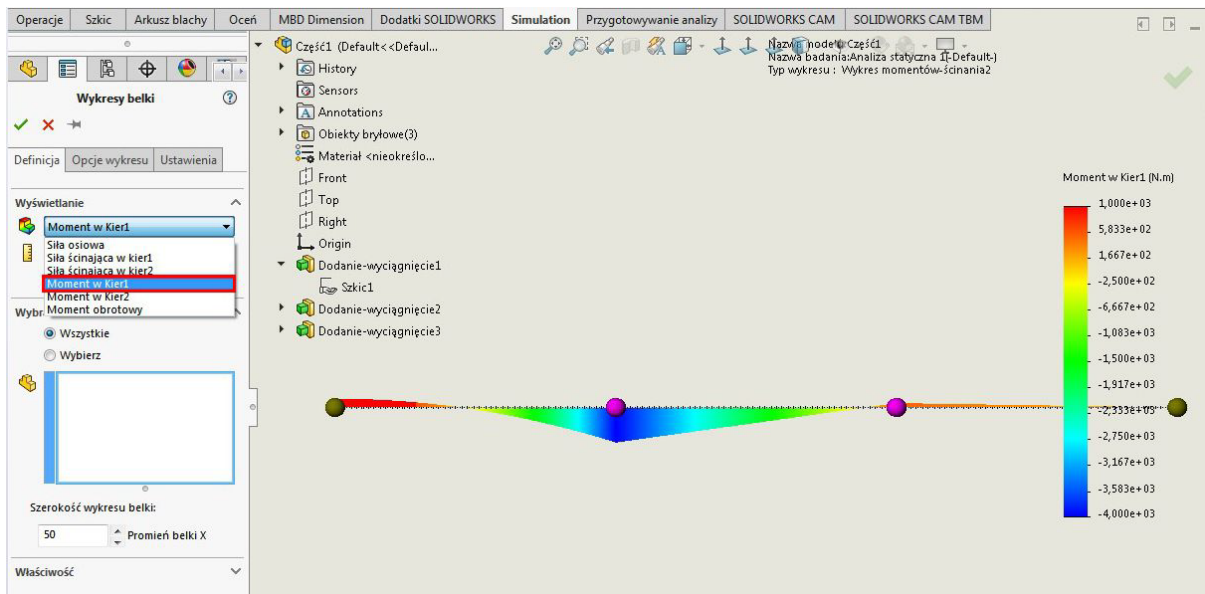 Operacje Szkic Arkusz blachy Oceń MBD Dimension Dodatki SOLIDWORKS Simulation Przygotowywanie analizy SOLIDWORKS CAM SOLIDWORKS CAM TBM
Wykresy belki
Definicja Opcje wykresu Ustawienia
Wyświetlanie
Moment w Kier1
Siła osiowa
Siła ścinająca w kier1
Siła ścinająca w kier2
Moment w Kier1
Moment w Kier2
Moment obrotowy
Wszystkie
Wybierz
Szerokość wykresu belki:
50 Promień belki X
Właściwość
Część1 (Default<<Defaul...
History
Sensors
Annotations
Obiekty bryłowe(3)
Materiał <nieokreślo...
Front
Top
Right
Origin
Dodanie-wyciągnięcie1
Szkic1
Dodanie-wyciągnięcie2
Dodanie-wyciągnięcie3
Nazwa modelu: Część1
Nazwa badania:Analiza statyczna 1(-Default-)
Typ wykresu : Wykres momentów-ścinania2
Moment w Kier1 (N.m)
1,000e+03
5,833e+02
1,667e+02
-2,500e+02
-6,667e+02
-1,083e+03
-1,500e+03
-1,917e+03
-2,333e+03
-2,750e+03
-3,167e+03
-3,583e+03
-4,000e+03